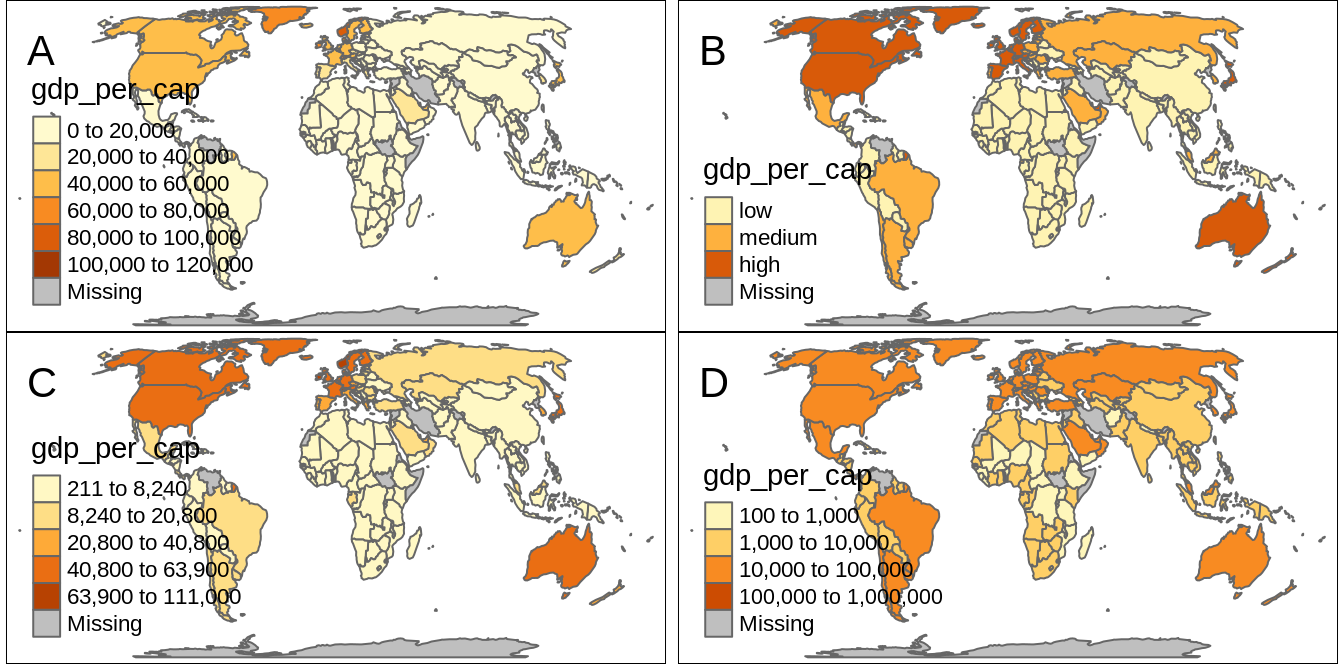 A
gdp_per_cap
0 to 20,000
20,000 to 40,000
40,000 to 60,000
60,000 to 80,000
80,000 to 100,000
100,000 to 120,000
Missing
B
gdp_per_cap
low
medium
high
Missing
C
gdp_per_cap
211 to 8,240
8,240 to 20,800
20,800 to 40,800
40,800 to 63,900
63,900 to 111,000
Missing
D
gdp_per_cap
100 to 1,000
1,000 to 10,000
10,000 to 100,000
100,000 to 1,000,000
Missing